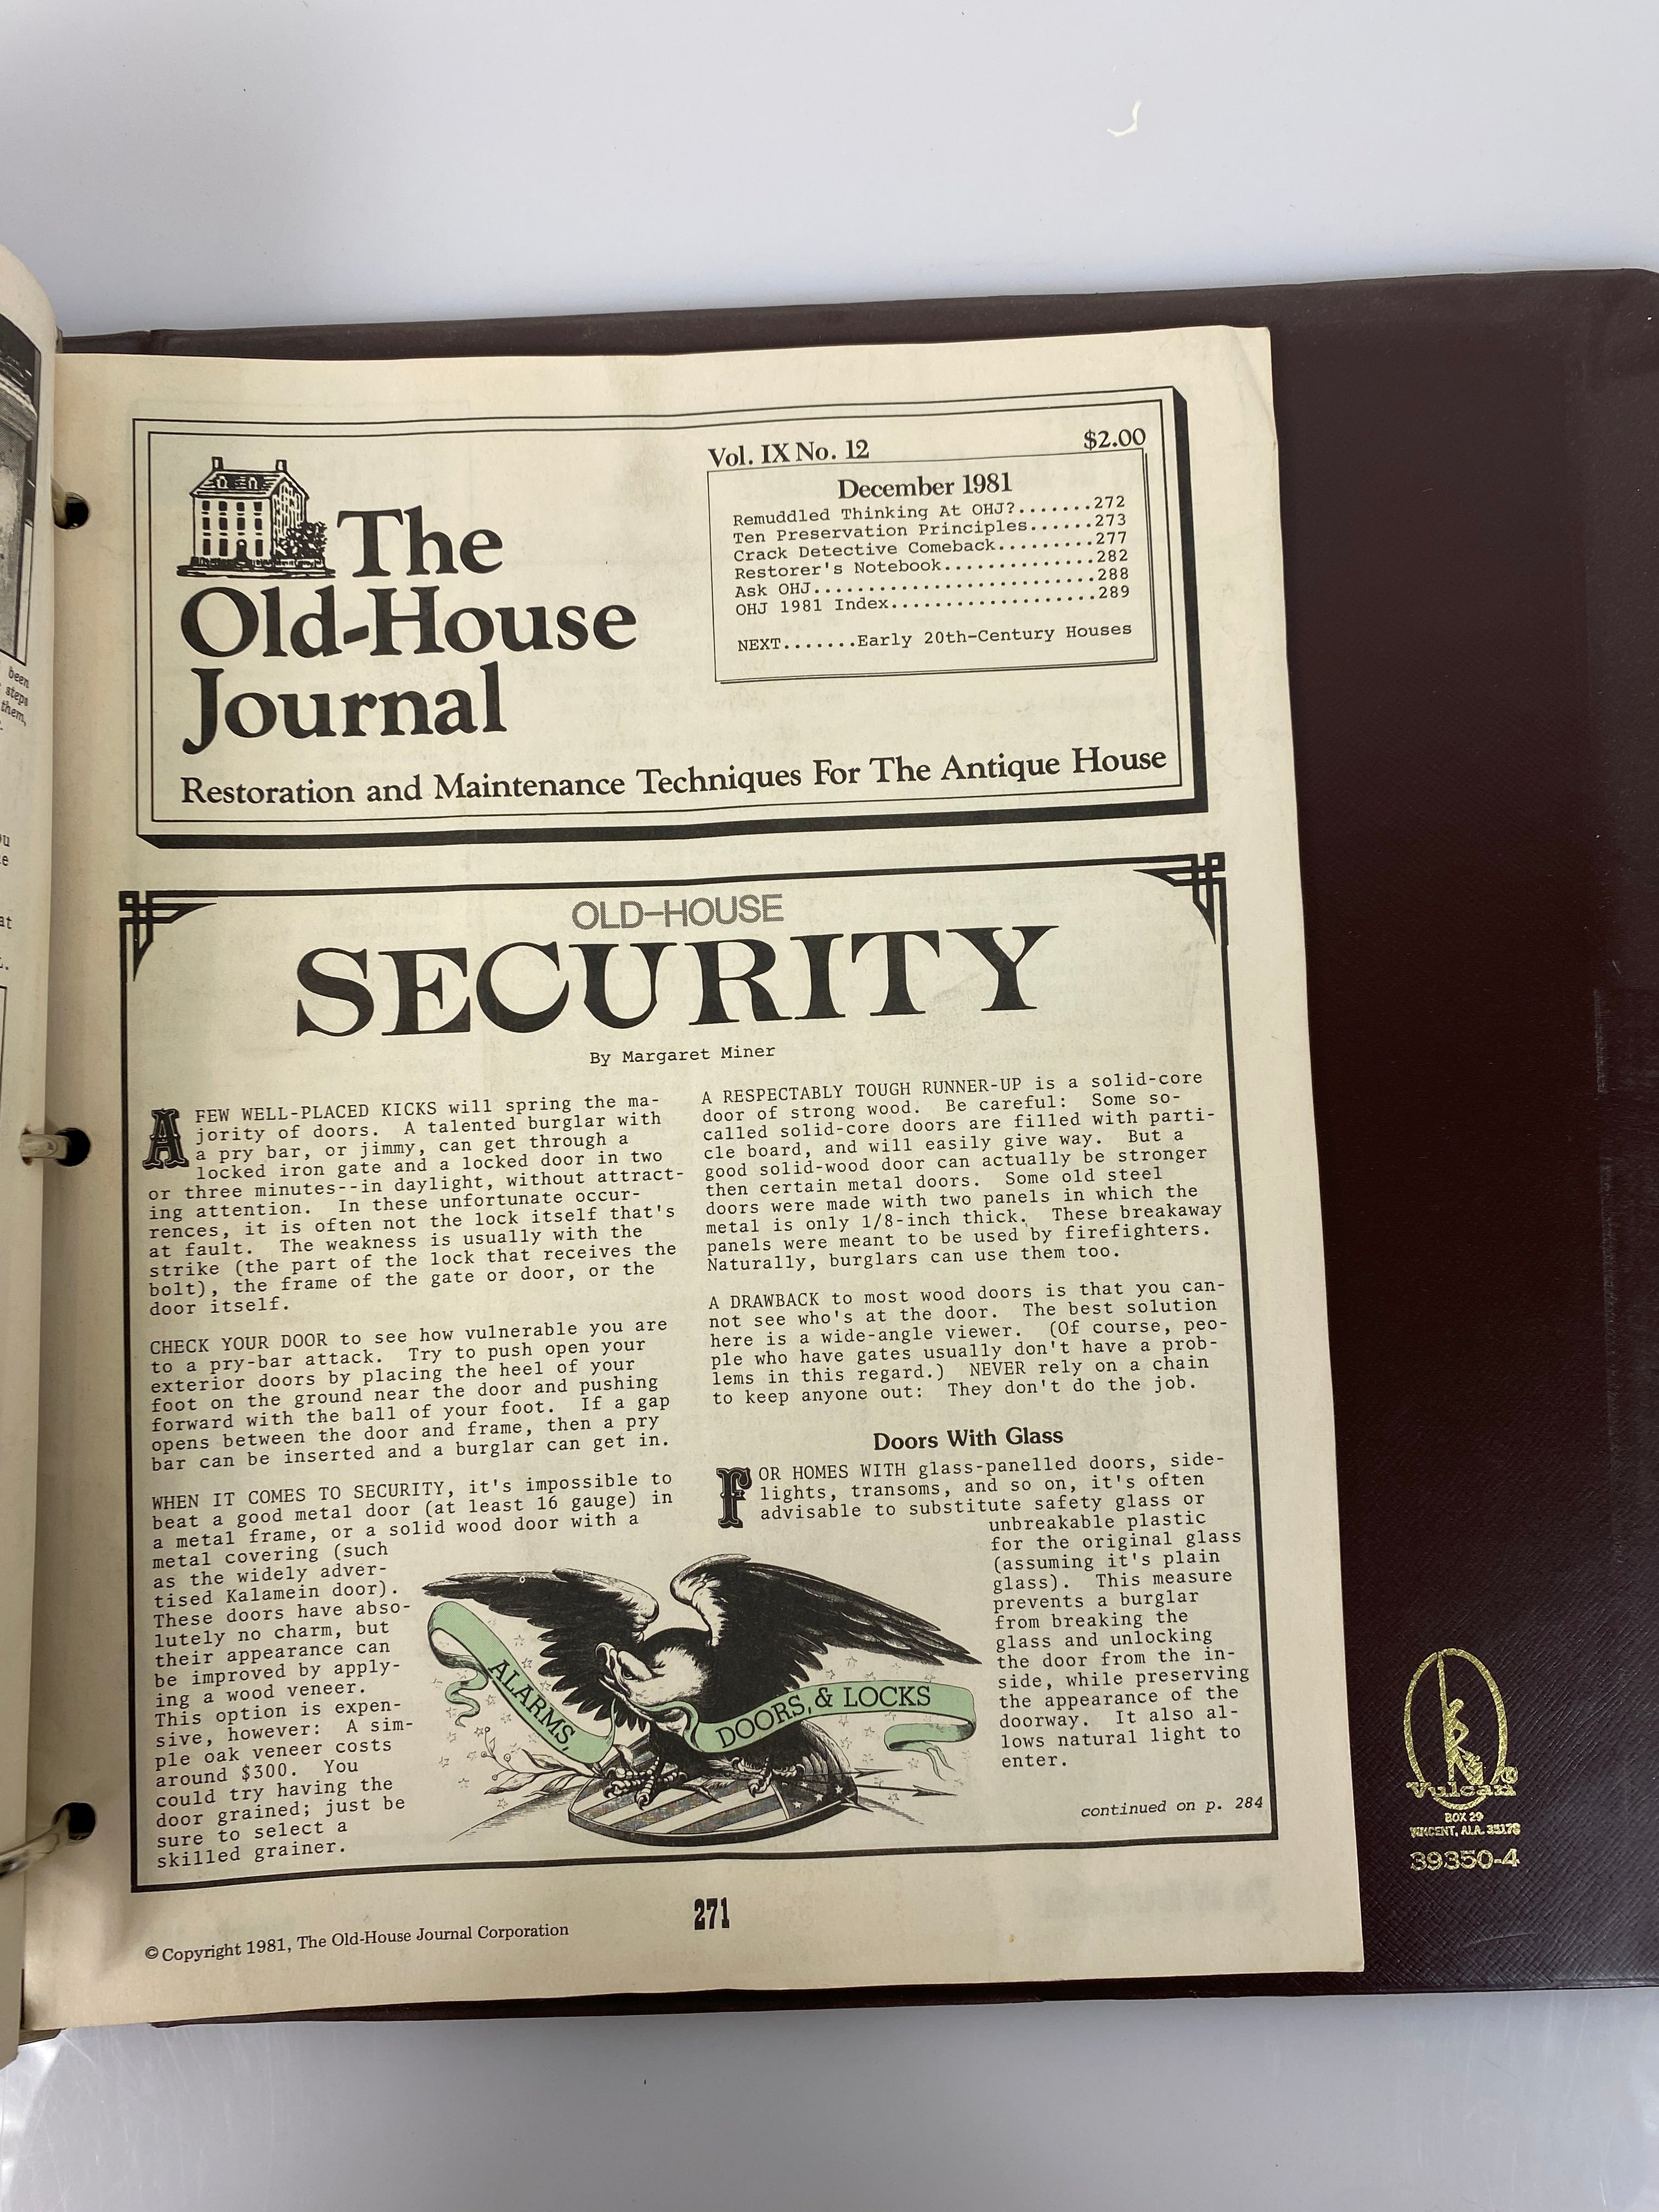 been
steps
them,
ou
at
The
Old-House
Journal
Vol. IX No. 12 $2.00
December 1981
Remuddled Thinking At OHJ?.......272
Ten Preservation Principles......273
Crack Detective Comeback.........277
Restorer's Notebook..............282
Ask OHJ..........................288
OHJ 1981 Index...................289
NEXT.......Early 20th-Century Houses
Restoration and Maintenance Techniques For The Antique House
OLD-HOUSE
SECURITY
By Margaret Miner
A FEW WELL-PLACED KICKS will spring the ma-
jority of doors. A talented burglar with
a pry bar, or jimmy, can get through a
locked iron gate and a locked door in two
or three minutes--in daylight, without attract-
ing attention. In these unfortunate occur-
rences, it is often not the lock itself that's
at fault. The weakness is usually with the
strike (the part of the lock that receives the
bolt), the frame of the gate or door, or the
door itself.
CHECK YOUR DOOR to see how vulnerable you are
to a pry-bar attack. Try to push open your
exterior doors by placing the heel of your
foot on the ground near the door and pushing
forward with the ball of your foot. If a gap
opens between the door and frame, then a pry
bar can be inserted and a burglar can get in.
WHEN IT COMES TO SECURITY, it's impossible to
beat a good metal door (at least 16 gauge) in
a metal frame, or a solid wood door with a
metal covering (such
as the widely adver-
tised Kalamein door).
These doors have abso-
lutely no charm, but
their appearance can
be improved by apply-
ing a wood veneer.
This option is expen-
sive, however: A sim-
ple oak veneer costs
around $300. You
could try having the
door grained; just be
sure to select a
skilled grainer.
A RESPECTABLY TOUGH RUNNER-UP is a solid-core
door of strong wood. Be careful: Some so-
called solid-core doors are filled with parti-
cle board, and will easily give way. But a
good solid-wood door can actually be stronger
then certain metal doors. Some old steel
doors were made with two panels in which the
metal is only 1/8-inch thick. These breakaway
panels were meant to be used by firefighters.
Naturally, burglars can use them too.
A DRAWBACK to most wood doors is that you can-
not see who's at the door. The best solution
here is a wide-angle viewer. (Of course, peo-
ple who have gates usually don't have a prob-
lems in this regard.) NEVER rely on a chain
to keep anyone out: They don't do the job.
Doors With Glass
FOR HOMES WITH glass-panelled doors, side-
lights, transoms, and so on, it's often
advisable to substitute safety glass or
unbreakable plastic
for the original glass
(assuming it's plain
glass). This measure
prevents a burglar
from breaking the
glass and unlocking
the door from the in-
side, while preserving
the appearance of the
doorway. It also al-
lows natural light to
enter.
ALARMS,
DOORS, & LOCKS
continued on p. 284
271
© Copyright 1981, The Old-House Journal Corporation
Vulcan®
BOX 29
VINCENT, ALA. 35178
39350-4